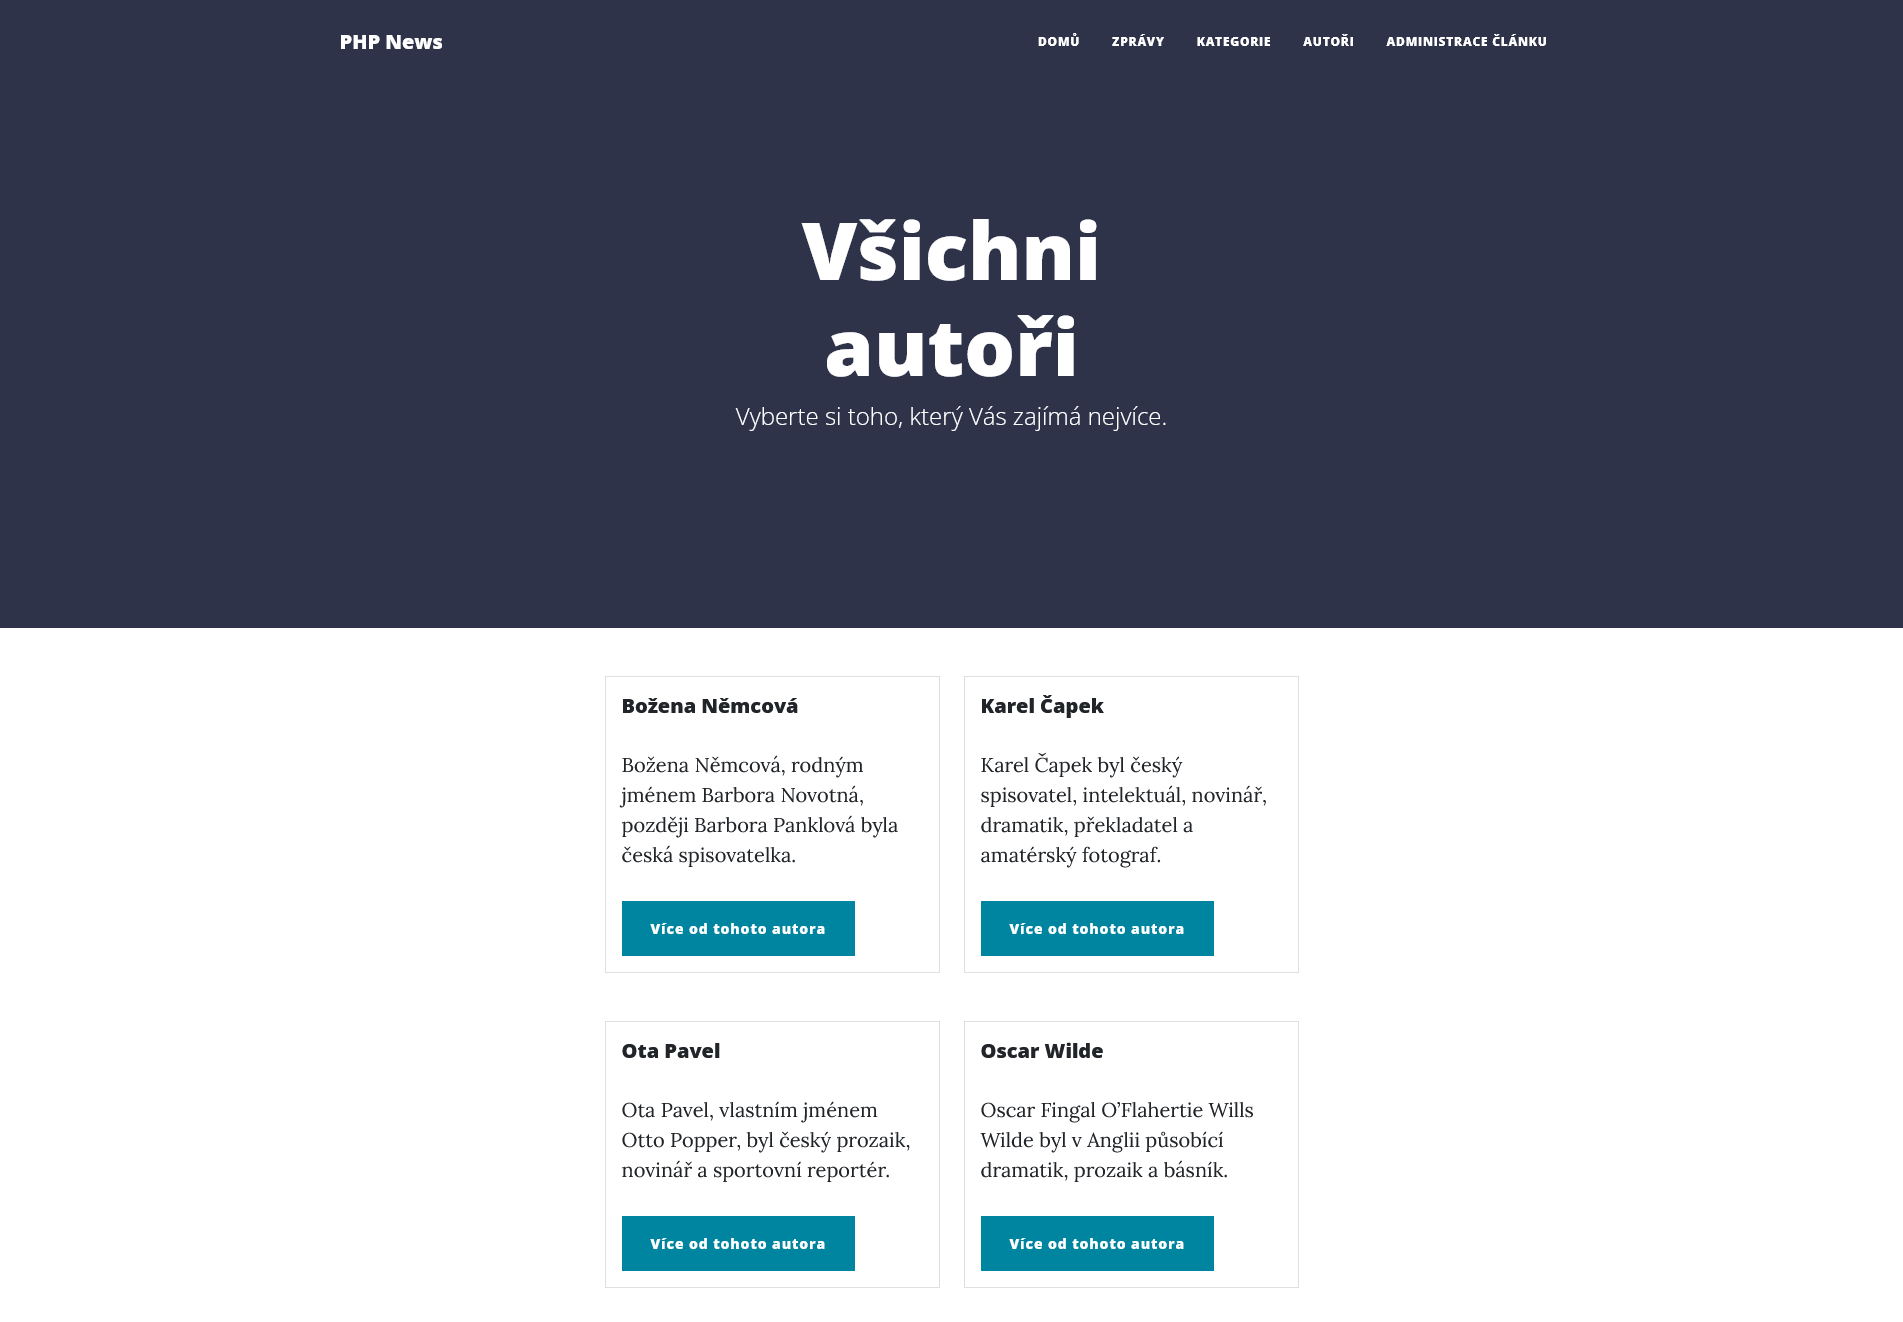 PHP News
DOMŮ ZPRÁVY KATEGORIE AUTOŘI ADMINISTRACE ČLÁNKU
Všichni
autoři
Vyberte si toho, který Vás zajímá nejvíce.
Božena Němcová
Božena Němcová, rodným
jménem Barbora Novotná,
později Barbora Panklová byla
česká spisovatelka.
Více od tohoto autora
Karel Čapek
Karel Čapek byl český
spisovatel, intelektuál, novinář,
dramatik, překladatel a
amatérský fotograf.
Více od tohoto autora
Ota Pavel
Ota Pavel, vlastním jménem
Otto Popper, byl český prozaik,
novinář a sportovní reportér.
Více od tohoto autora
Oscar Wilde
Oscar Fingal O’Flahertie Wills
Wilde byl v Anglii působící
dramatik, prozaik a básník.
Více od tohoto autora